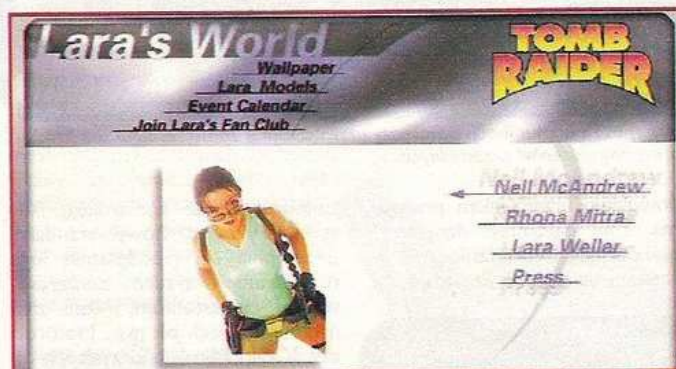 Lara's World
TOMB
RAIDER
Wallpaper
Lara Models
Event Calendar
Join Lara's Fan Club
Nell McAndrew
Rhona Mitra
Lara Weller
Press